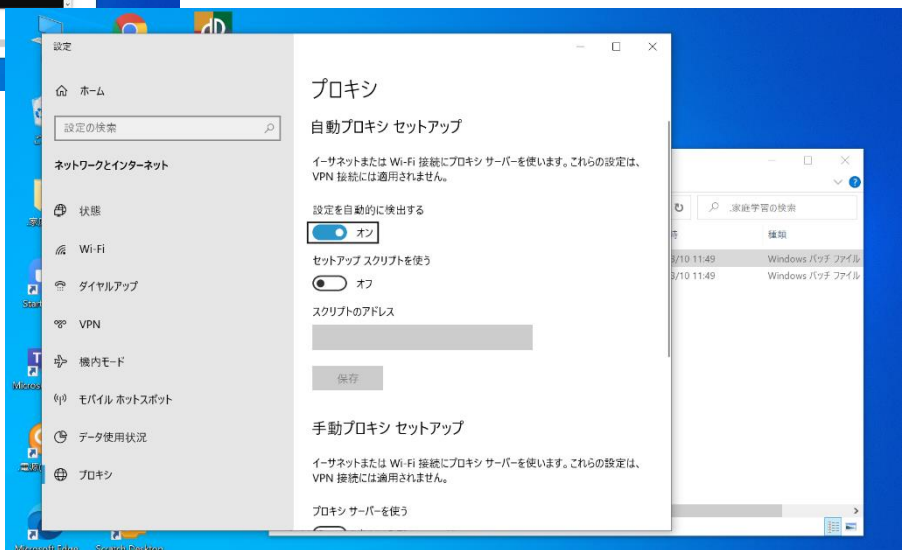 設定
ホーム
設定の検索
ネットワークとインターネット
状態
Wi-Fi
ダイヤルアップ
VPN
機内モード
モバイル ホットスポット
データ使用状況
プロキシ
プロキシ
自動プロキシ セットアップ
イーサネットまたは Wi-Fi 接続にプロキシ サーバーを使います。これらの設定は、
VPN 接続には適用されません。
設定を自動的に検出する
オン
セットアップ スクリプトを使う
オフ
スクリプトのアドレス
保存
手動プロキシ セットアップ
イーサネットまたは Wi-Fi 接続にプロキシ サーバーを使います。これらの設定は、
VPN 接続には適用されません。
プロキシ サーバーを使う
.家庭学習の検索
種類
3/10 11:49 Windows バッチ ファイル
3/10 11:49 Windows バッチ ファイル
Microsoft Edge